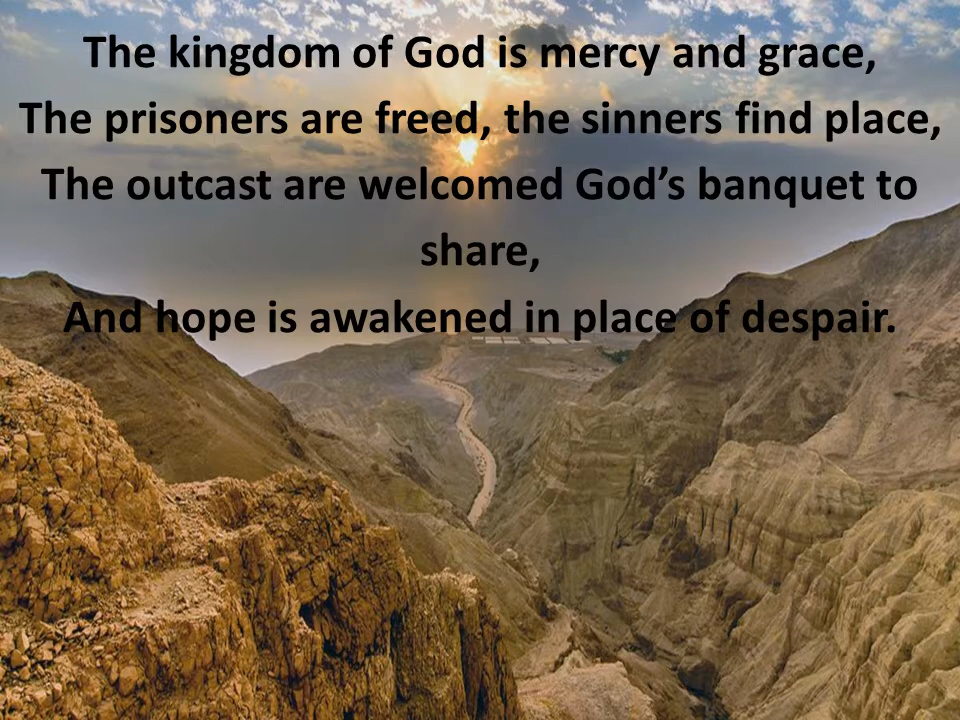 The kingdom of God is mercy and grace,
The prisoners are freed, the sinners find place,
The outcast are welcomed God’s banquet to
share,
And hope is awakened in place of despair.